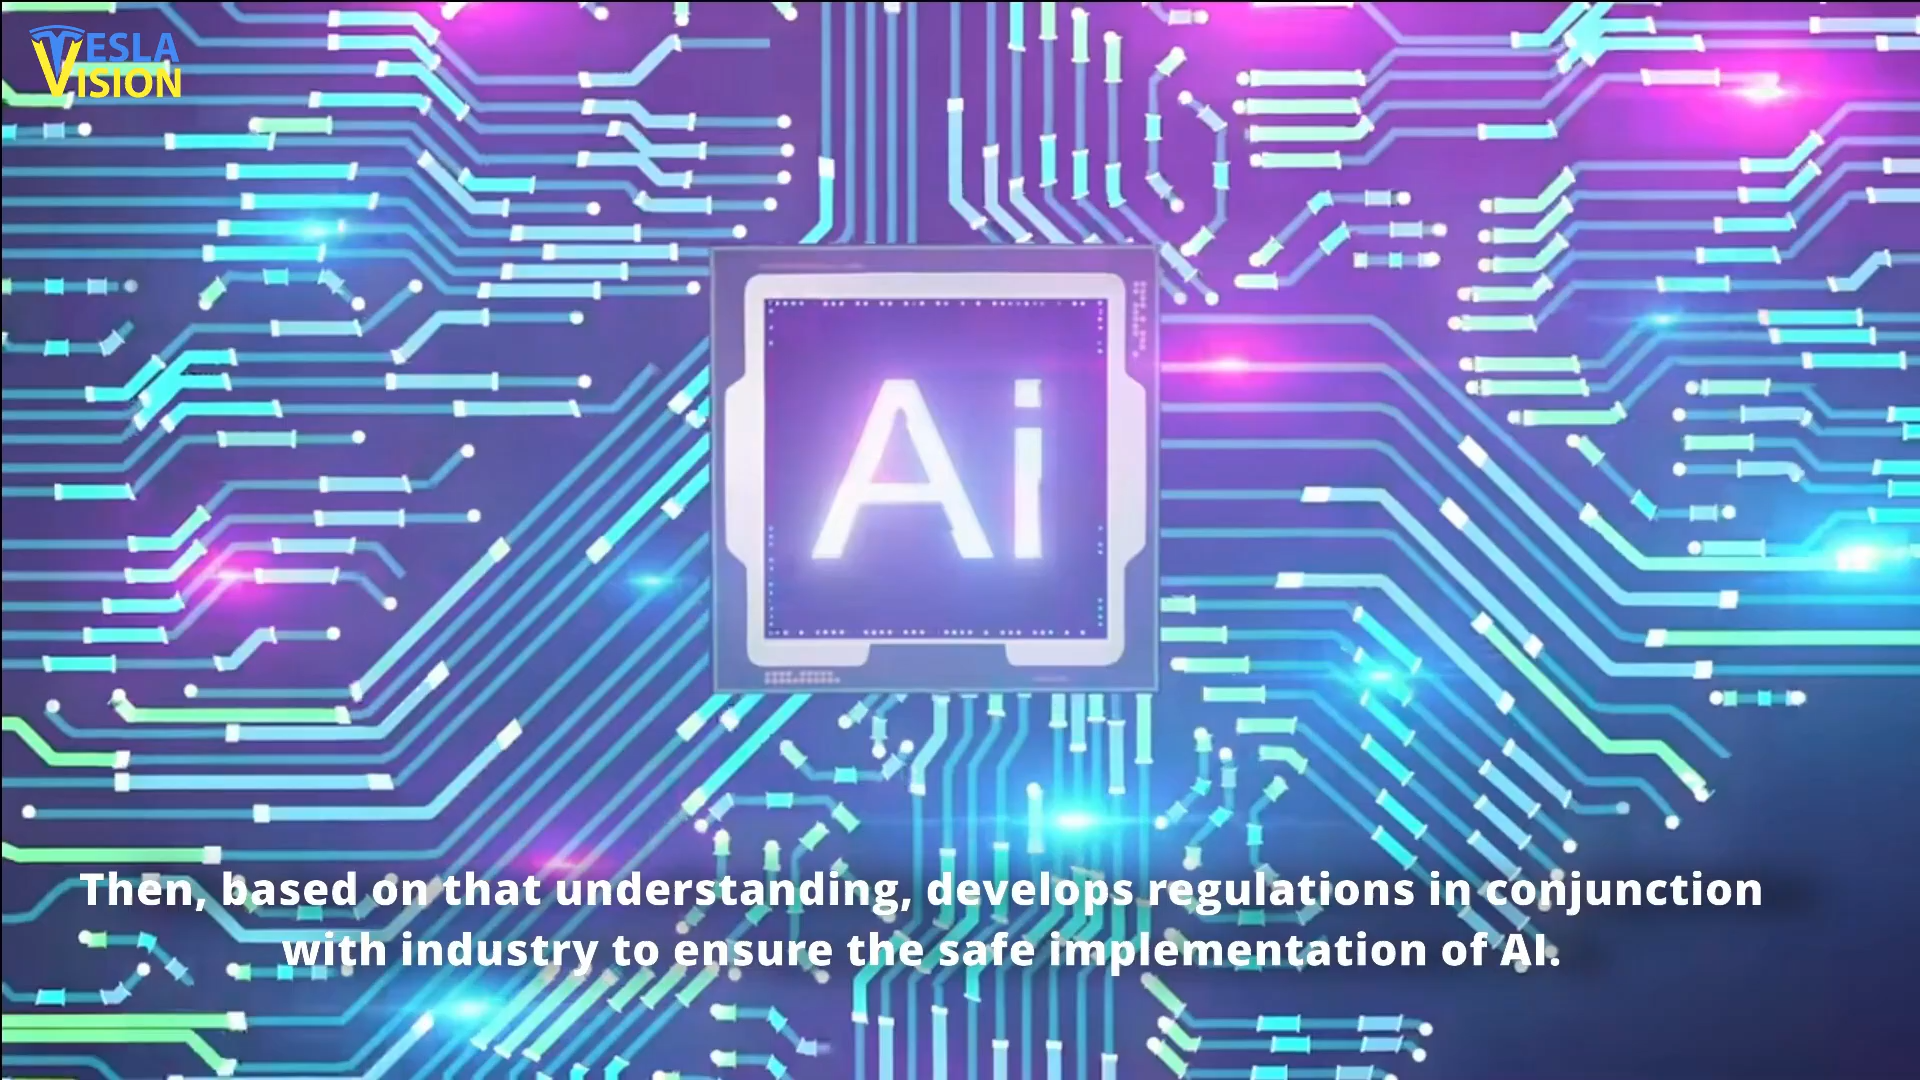 TESLA
VISION
Ai
Then, based on that understanding, develops regulations in conjunction
with industry to ensure the safe implementation of AI.